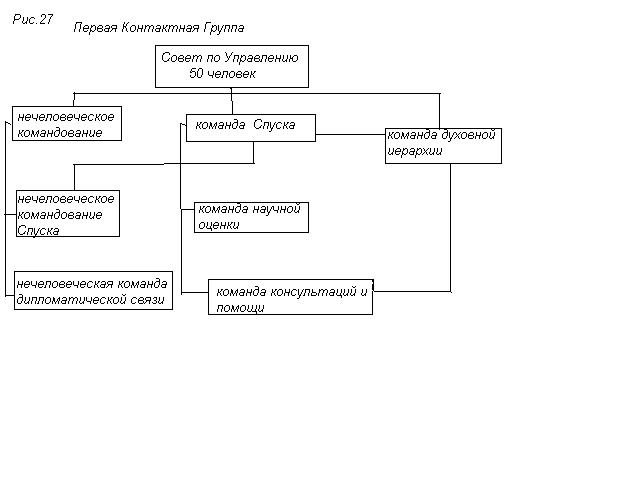 Рис.27
Первая Контактная Группа
Совет по Управлению
50 человек
нечеловеческое
командование
команда Спуска
команда духовной
иерархии
нечеловеческое
командование
Спуска
команда научной
оценки
нечеловеческая команда
дипломатической связи
команда консультаций и
помощи